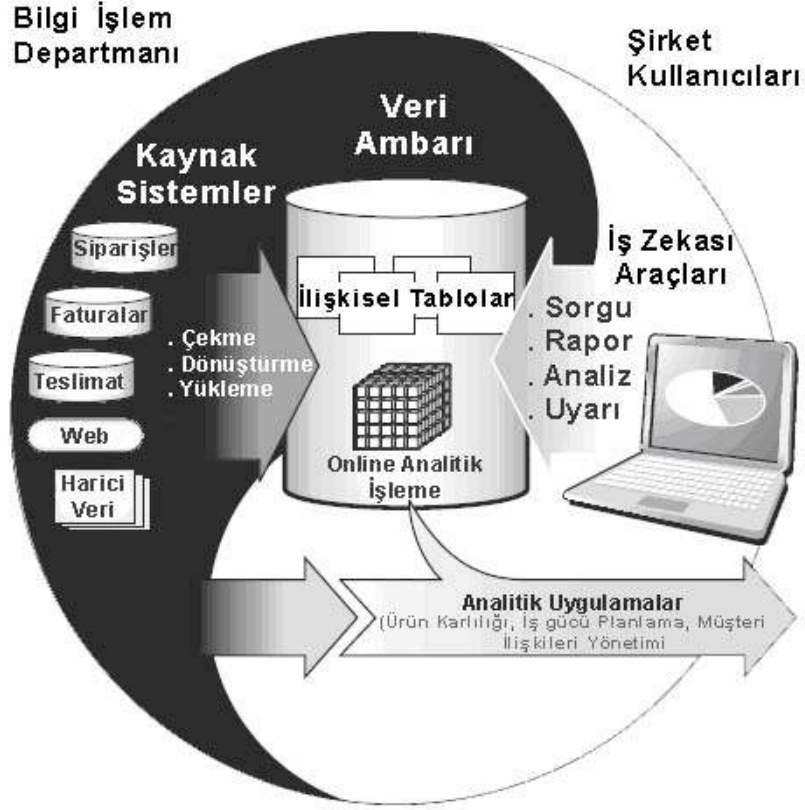 Bilgi İşlem
Departmanı
Şirket
Kullanıcıları
Veri
Ambarı
Kaynak
Sistemler
Siparişler
Faturalar
Teslimat
Web
Harici
Veri
. Çekme
. Dönüştürme
. Yükleme
İlişkisel Tablolar
Online Analitik
İşleme
İş Zekası
Araçları
. Sorgu
. Rapor
. Analiz
. Uyarı
Analitik Uygulamalar
(Ürün Karlılığı, İş gücü Planlama, Müşteri
İlişkileri Yönetimi